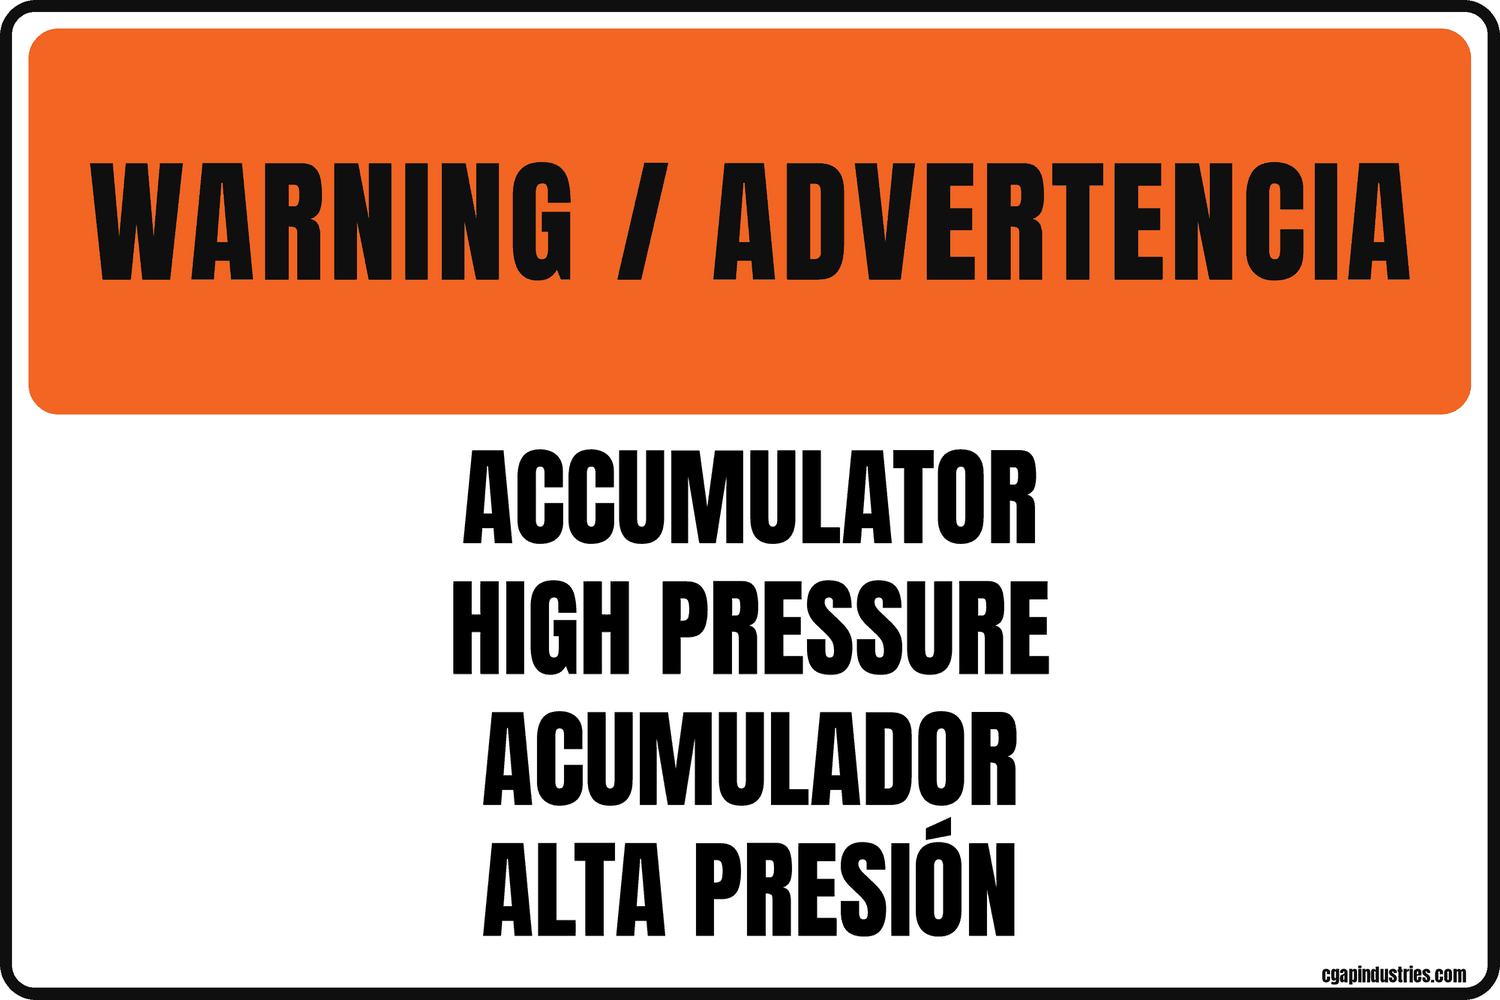 WARNING / ADVERTENCIA
ACCUMULATOR
HIGH PRESSURE
ACUMULADOR
ALTA PRESIÓN
cgapindustries.com